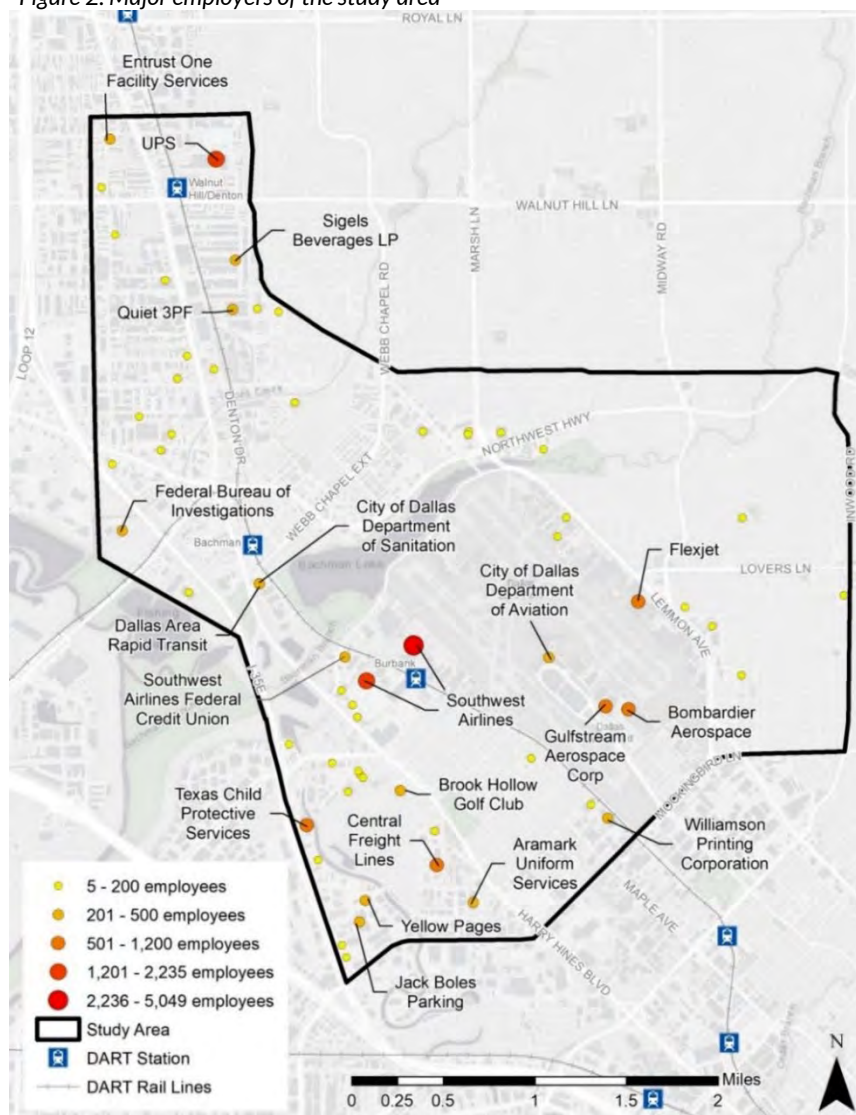 Figure 2. Major employers of the study area
ROYAL LN
Entrust One
Facility Services
UPS
Walnut
Hill/Denton
WALNUT HILL LN
Sigels
Beverages LP
MARSH LN
MIDWAY RD
WEBB CHAPEL RD
Quiet 3PF
LOOP 12
DENTON DR
NORTHWEST HWY
INWOOD RD
Federal Bureau of
Investigations
WEBB CHAPEL EXT
City of Dallas
Department
of Sanitation
Bachman
Bachman Lake
Flexjet
City of Dallas
Department
of Aviation
LOVERS LN
LEMMON AVE
Dallas Area
Rapid Transit
Southwest
Airlines Federal
Credit Union
I 35E
Burbank
Southwest
Airlines
Gulfstream
Aerospace
Corp
Bombardier
Aerospace
MOCKINGBIRD LN
Texas Child
Protective
Services
Brook Hollow
Golf Club
Central
Freight
Lines
Aramark
Uniform
Services
Williamson
Printing
Corporation
MAPLE AVE
HARRY HINES BLVD
Yellow Pages
Jack Boles
Parking
5 - 200 employees
201 - 500 employees
501 - 1,200 employees
1,201 - 2,235 employees
2,236 - 5,049 employees
Study Area
DART Station
DART Rail Lines
N
Miles
0 0.25 0.5 1 1.5 2